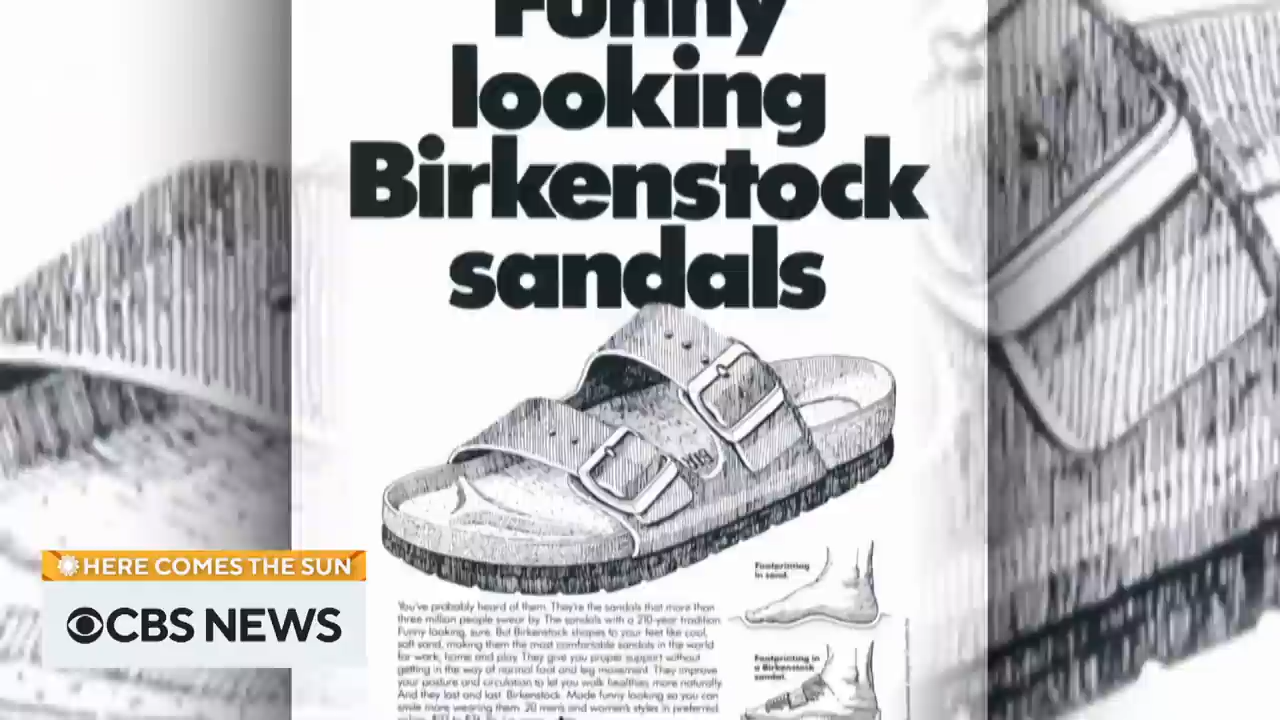 Funny
looking
Birkenstock
sandals
BIRK
Footprinting
in sand.
You've probably heard of them. They're the sandals that more than
three million people swear by. The sandals with a 210-year tradition.
Funny looking, sure. But Birkenstock shapes to your feet like cool,
soft sand, making them the most comfortable sandals in the world
for work, home and play. They give you proper support without
getting in the way of normal foot and leg movement. They improve
your posture and circulation to let you walk healthier, more naturally.
And they last and last. Birkenstock. Made funny looking so you can
smile more wearing them. 20 men's and women's styles in preferred
Footprinting in
a Birkenstock
sandal.
HERE COMES THE SUN
CBS NEWS